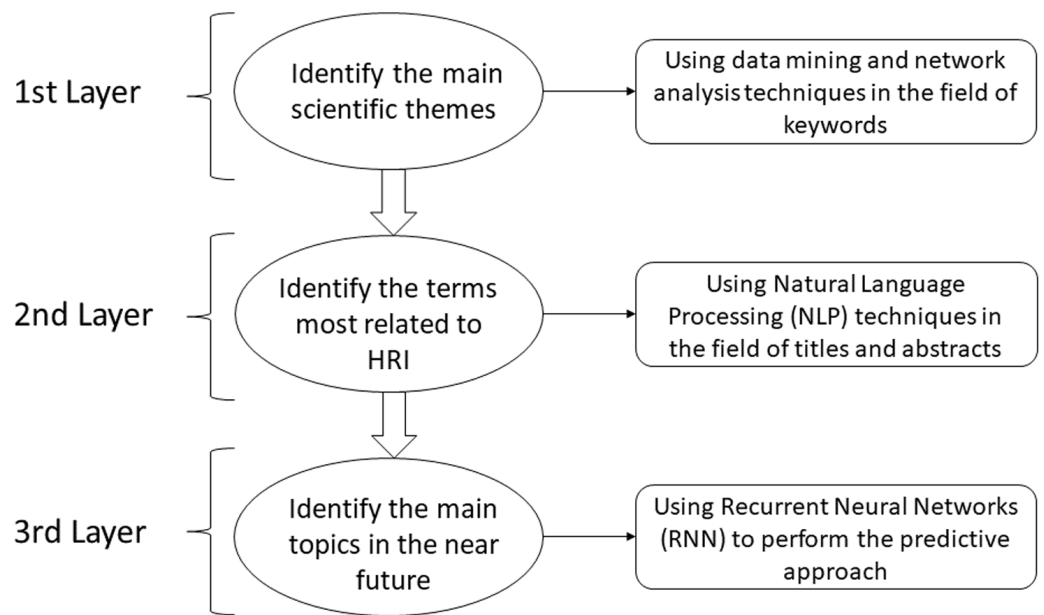 1st Layer
Identify the main
scientific themes
Using data mining and network
analysis techniques in the field of
keywords
2nd Layer
Identify the terms
most related to
HRI
Using Natural Language
Processing (NLP) techniques in
the field of titles and abstracts
3rd Layer
Identify the main
topics in the near
future
Using Recurrent Neural Networks
(RNN) to perform the predictive
approach